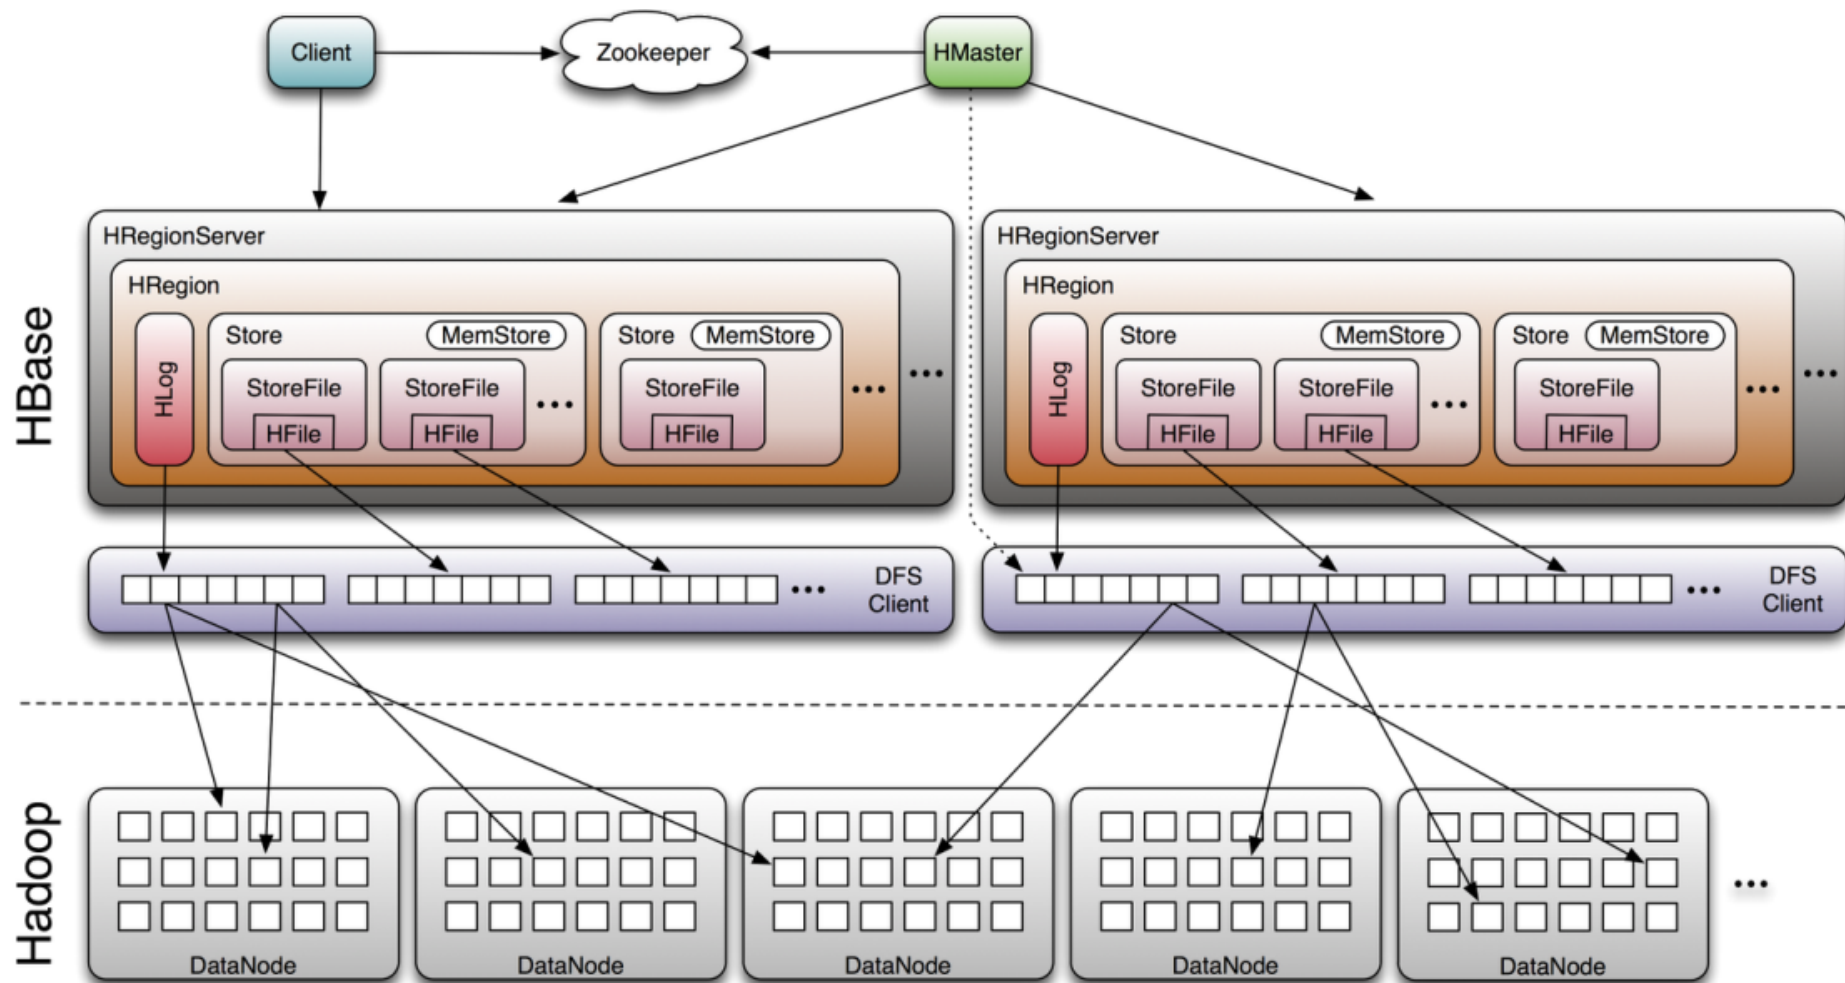 Client
Zookeeper
HMaster
HBase
HRegionServer
HRegionServer
HRegion
HRegion
HLog
Store
MemStore
Store
MemStore
HLog
Store
MemStore
Store
MemStore
StoreFile
StoreFile
...
StoreFile
...
...
StoreFile
StoreFile
...
StoreFile
...
...
HFile
HFile
HFile
HFile
HFile
HFile
...
DFS
Client
...
DFS
Client
Hadoop
...
DataNode
DataNode
DataNode
DataNode
DataNode